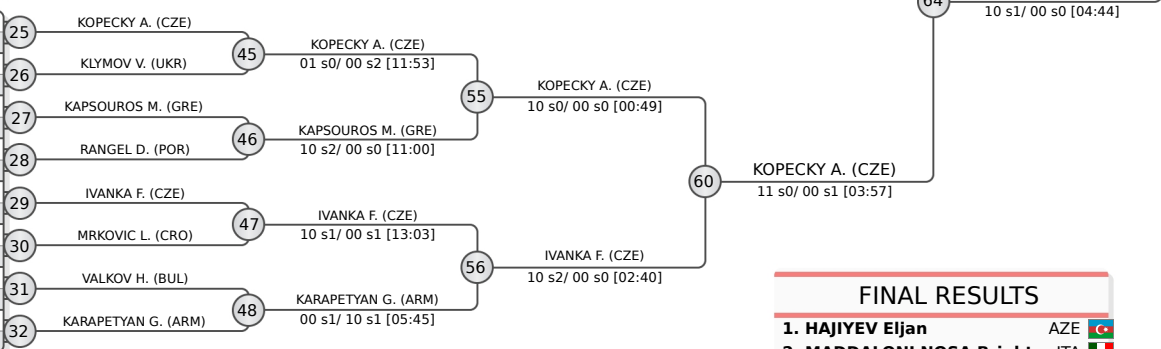 64
10 s1/ 00 s0 [04:44]
25
KOPECKY A. (CZE)
26
KLYMOV V. (UKR)
27
KAPSOUROS M. (GRE)
28
RANGEL D. (POR)
29
IVANKA F. (CZE)
30
MRKOVIC L. (CRO)
31
VALKOV H. (BUL)
32
KARAPETYAN G. (ARM)
45
KOPECKY A. (CZE)
01 s0/ 00 s2 [11:53]
46
KAPSOUROS M. (GRE)
10 s2/ 00 s0 [11:00]
47
IVANKA F. (CZE)
10 s1/ 00 s1 [13:03]
48
KARAPETYAN G. (ARM)
00 s1/ 10 s1 [05:45]
55
KOPECKY A. (CZE)
10 s0/ 00 s0 [00:49]
56
IVANKA F. (CZE)
10 s2/ 00 s0 [02:40]
60
KOPECKY A. (CZE)
11 s0/ 00 s1 [03:57]
FINAL RESULTS
1. HAJIYEV Eljan AZE
2. MADDALONI NOSA ITA